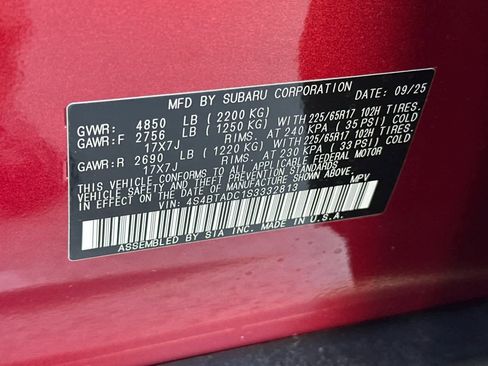 MFD BY SUBARU CORPORATION DATE: 09/25
GVWR: 4850 LB (2200 KG)
GAWR:F 2756 LB (1250 KG) WITH 225/65R17 102H TIRES.
17X7J RIMS. AT 240 KPA (35 PSI) COLD
GAWR:R 2690 LB (1220 KG) WITH 225/65R17 102H TIRES.
17X7J RIMS. AT 230 KPA (33 PSI) COLD
THIS VEHICLE CONFORMS TO ALL APPLICABLE FEDERAL MOTOR
VEHICLE SAFETY AND THEFT PREVENTION STANDARDS IN
EFFECT ON THE DATE OF MANUFACTURE SHOWN ABOVE.
VIN: 4S4BTADC1S3332813 MPV
ASSEMBLED BY SIA INC. MADE IN U.S.A.